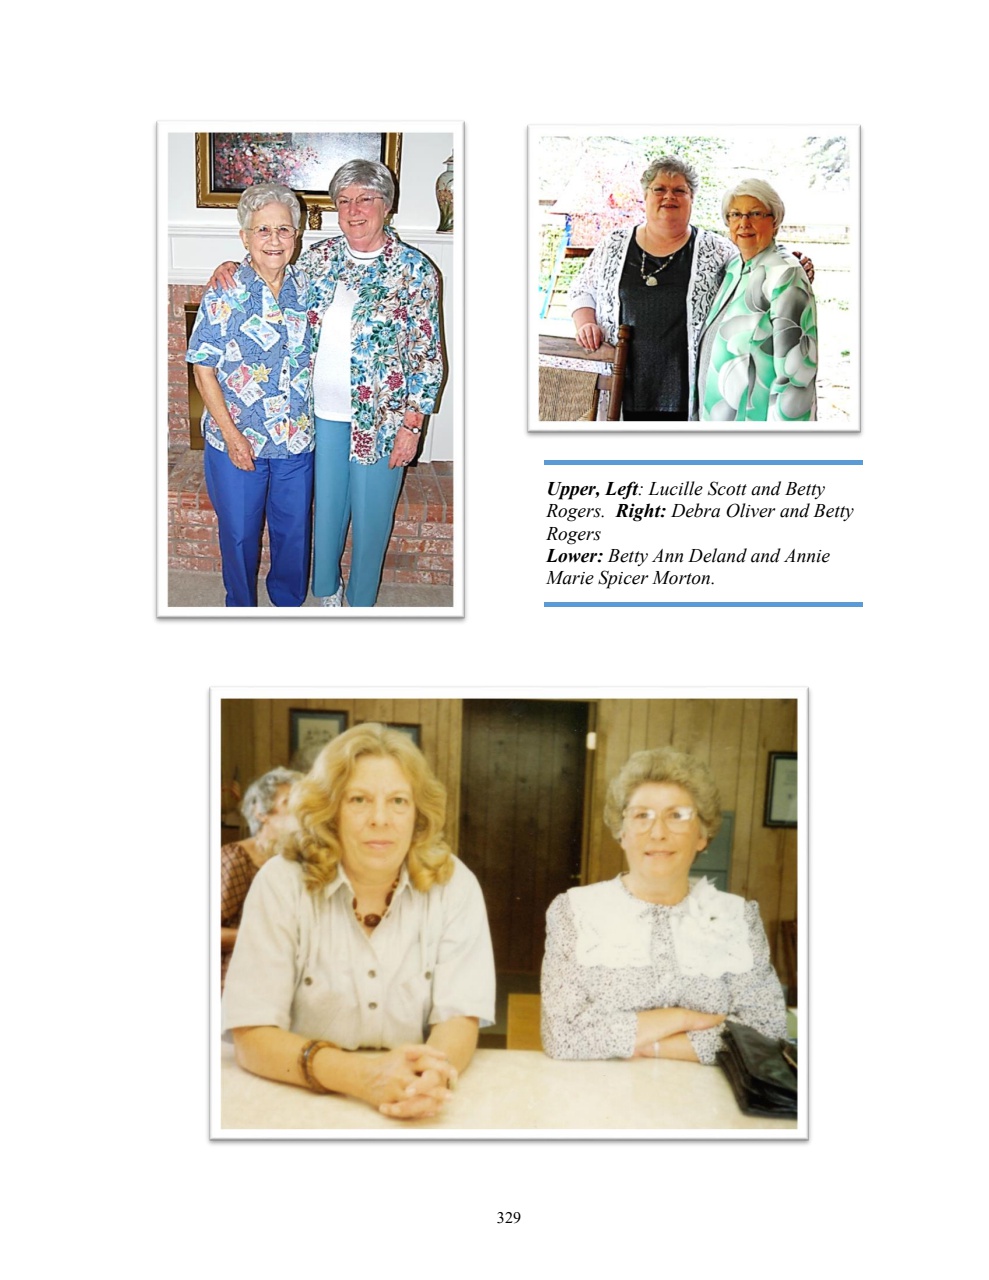 Upper, Left: Lucille Scott and Betty
Rogers.  Right: Debra Oliver and Betty
Rogers
Lower: Betty Ann Deland and Annie
Marie Spicer Morton.
329